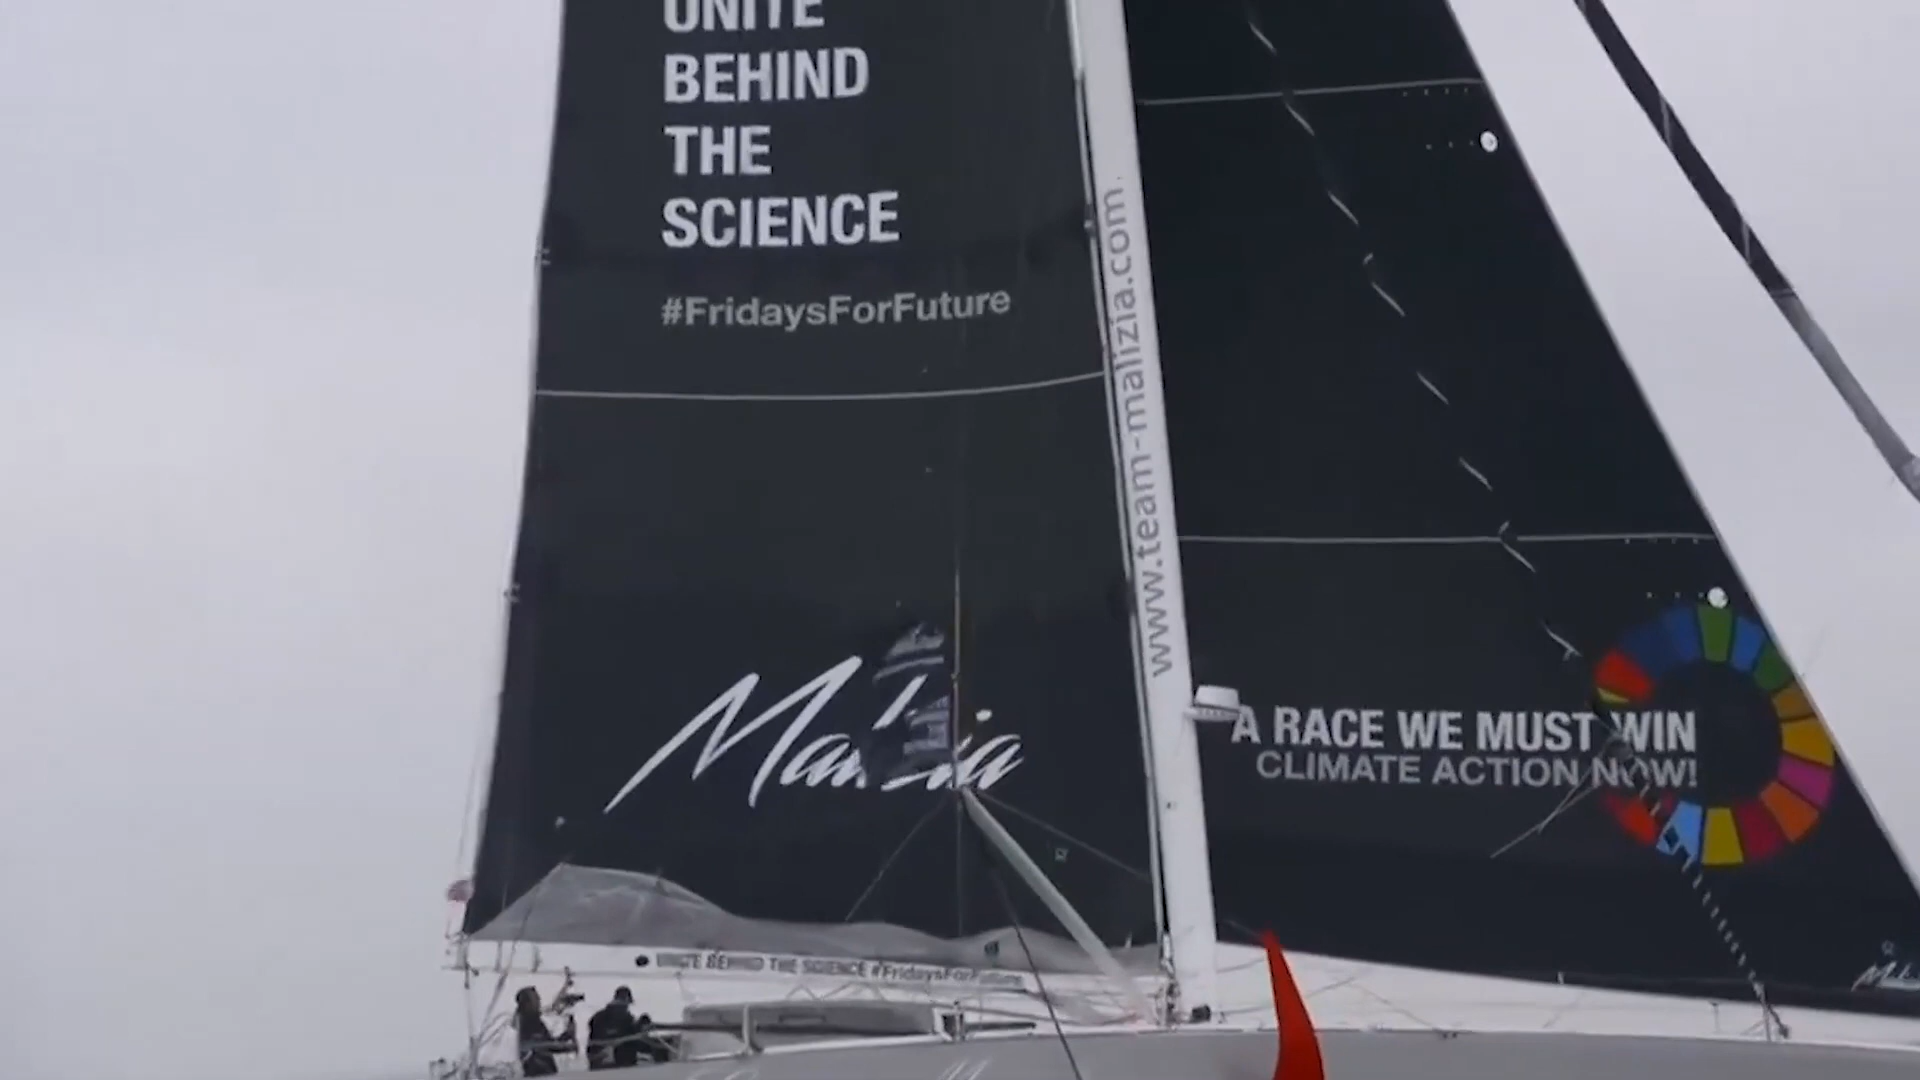 UNITE
BEHIND
THE
SCIENCE
#FridaysForFuture
www.team-malizia.com
Malizia
A RACE WE MUST WIN
CLIMATE ACTION NOW!
UNITE BEHIND THE SCIENCE #FridaysForFuture